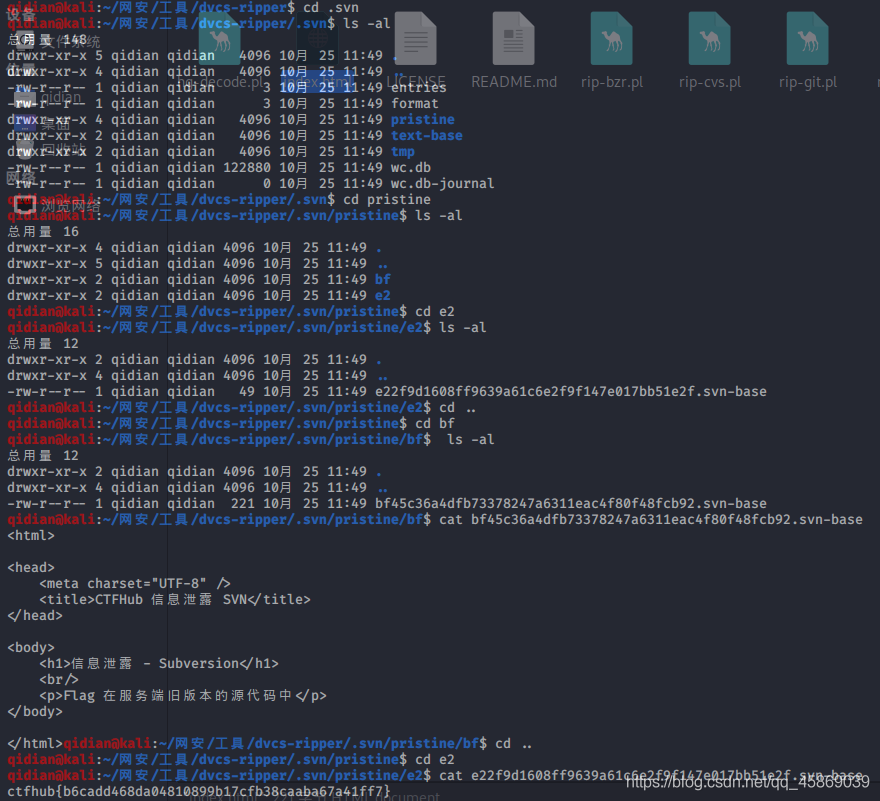 qidian@kali:~/网安/工具/dvcs-ripper$ cd .svn
qidian@kali:~/网安/工具/dvcs-ripper/.svn$ ls -al
总用量 148
drwxr-xr-x 5 qidian qidian   4096 10月  25 11:49 .
drwxr-xr-x 4 qidian qidian   4096 10月  25 11:49 ..
-rw-r--r-- 1 qidian qidian      3 10月  25 11:49 entries
-rw-r--r-- 1 qidian qidian      3 10月  25 11:49 format
drwxr-xr-x 4 qidian qidian   4096 10月  25 11:49 pristine
drwxr-xr-x 2 qidian qidian   4096 10月  25 11:49 text-base
drwxr-xr-x 2 qidian qidian   4096 10月  25 11:49 tmp
-rw-r--r-- 1 qidian qidian 122880 10月  25 11:49 wc.db
-rw-r--r-- 1 qidian qidian      0 10月  25 11:49 wc.db-journal
qidian@kali:~/网安/工具/dvcs-ripper/.svn$ cd pristine
qidian@kali:~/网安/工具/dvcs-ripper/.svn/pristine$ ls -al
总用量 16
drwxr-xr-x 4 qidian qidian 4096 10月  25 11:49 .
drwxr-xr-x 5 qidian qidian 4096 10月  25 11:49 ..
drwxr-xr-x 2 qidian qidian 4096 10月  25 11:49 bf
drwxr-xr-x 2 qidian qidian 4096 10月  25 11:49 e2
qidian@kali:~/网安/工具/dvcs-ripper/.svn/pristine$ cd e2
qidian@kali:~/网安/工具/dvcs-ripper/.svn/pristine/e2$ ls -al
总用量 12
drwxr-xr-x 2 qidian qidian 4096 10月  25 11:49 .
drwxr-xr-x 4 qidian qidian 4096 10月  25 11:49 ..
-rw-r--r-- 1 qidian qidian   49 10月  25 11:49 e22f9d1608ff9639a61c6e2f9f147e017bb51e2f.svn-base
qidian@kali:~/网安/工具/dvcs-ripper/.svn/pristine/e2$ cd ..
qidian@kali:~/网安/工具/dvcs-ripper/.svn/pristine$ cd bf
qidian@kali:~/网安/工具/dvcs-ripper/.svn/pristine/bf$  ls -al
总用量 12
drwxr-xr-x 2 qidian qidian 4096 10月  25 11:49 .
drwxr-xr-x 4 qidian qidian 4096 10月  25 11:49 ..
-rw-r--r-- 1 qidian qidian  221 10月  25 11:49 bf45c36a4dfb73378247a6311eac4f80f48fcb92.svn-base
qidian@kali:~/网安/工具/dvcs-ripper/.svn/pristine/bf$ cat bf45c36a4dfb73378247a6311eac4f80f48fcb92.svn-base
<html>
<head>
    <meta charset="UTF-8" />
    <title>CTFHub 信息泄露 SVN</title>
</head>
<body>
    <h1>信息泄露 - Subversion</h1>
    <br/>
    <p>Flag 在服务端旧版本的源代码中</p>
</body>
</html>qidian@kali:~/网安/工具/dvcs-ripper/.svn/pristine/bf$ cd ..
qidian@kali:~/网安/工具/dvcs-ripper/.svn/pristine$ cd e2
qidian@kali:~/网安/工具/dvcs-ripper/.svn/pristine/e2$ cat e22f9d1608ff9639a61c6e2f9f147e017bb51e2f.svn-base
ctfhub{b6cadd468da04810899b17cfb38caaba67a41ff7}
设备
文件系统
qidian
桌面
回收站
网络
浏览网络
decode.pl
LICENSE
README.md
rip-bzr.pl
rip-cvs.pl
rip-git.pl
https://blog.csdn.net/qq_45869039